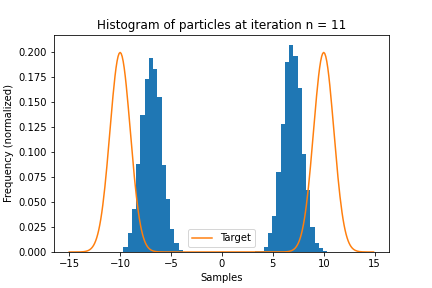 Histogram of particles at iteration n = 11
Frequency (normalized)
0.200
0.175
0.150
0.125
0.100
0.075
0.050
0.025
0.000
Target
−15 −10 −5 0 5 10 15
Samples